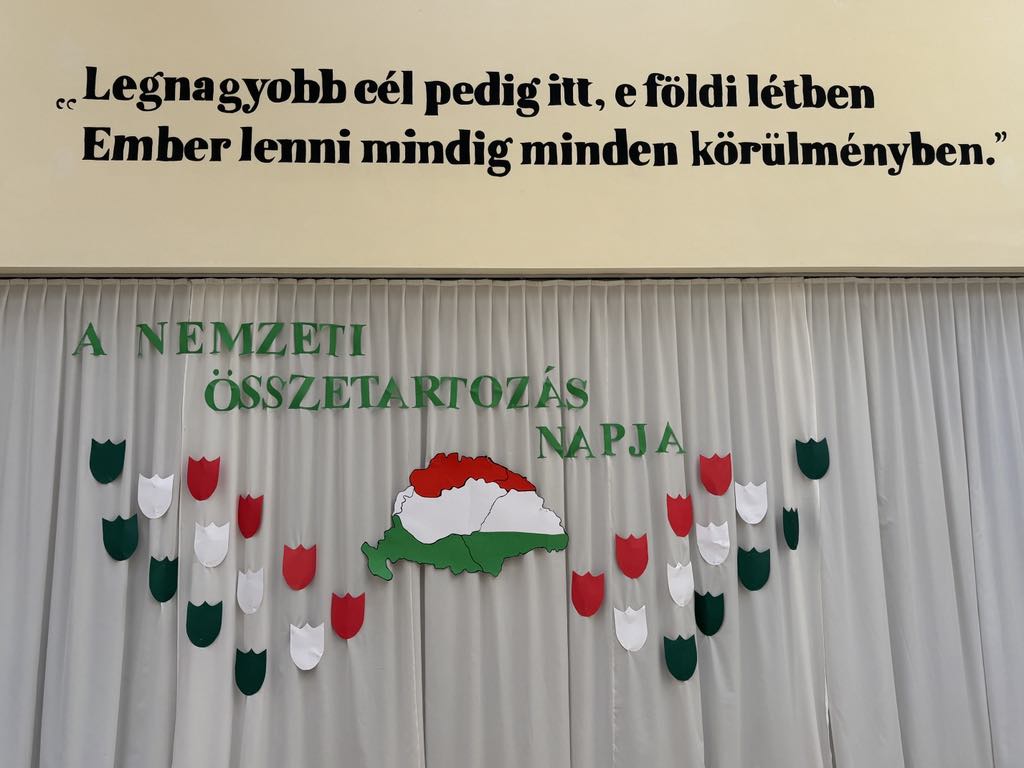 „Legnagyobb cél pedig itt, e földi létben
Ember lenni mindig minden körülményben.”
A NEMZETI
ÖSSZETARTOZÁS
NAPJA